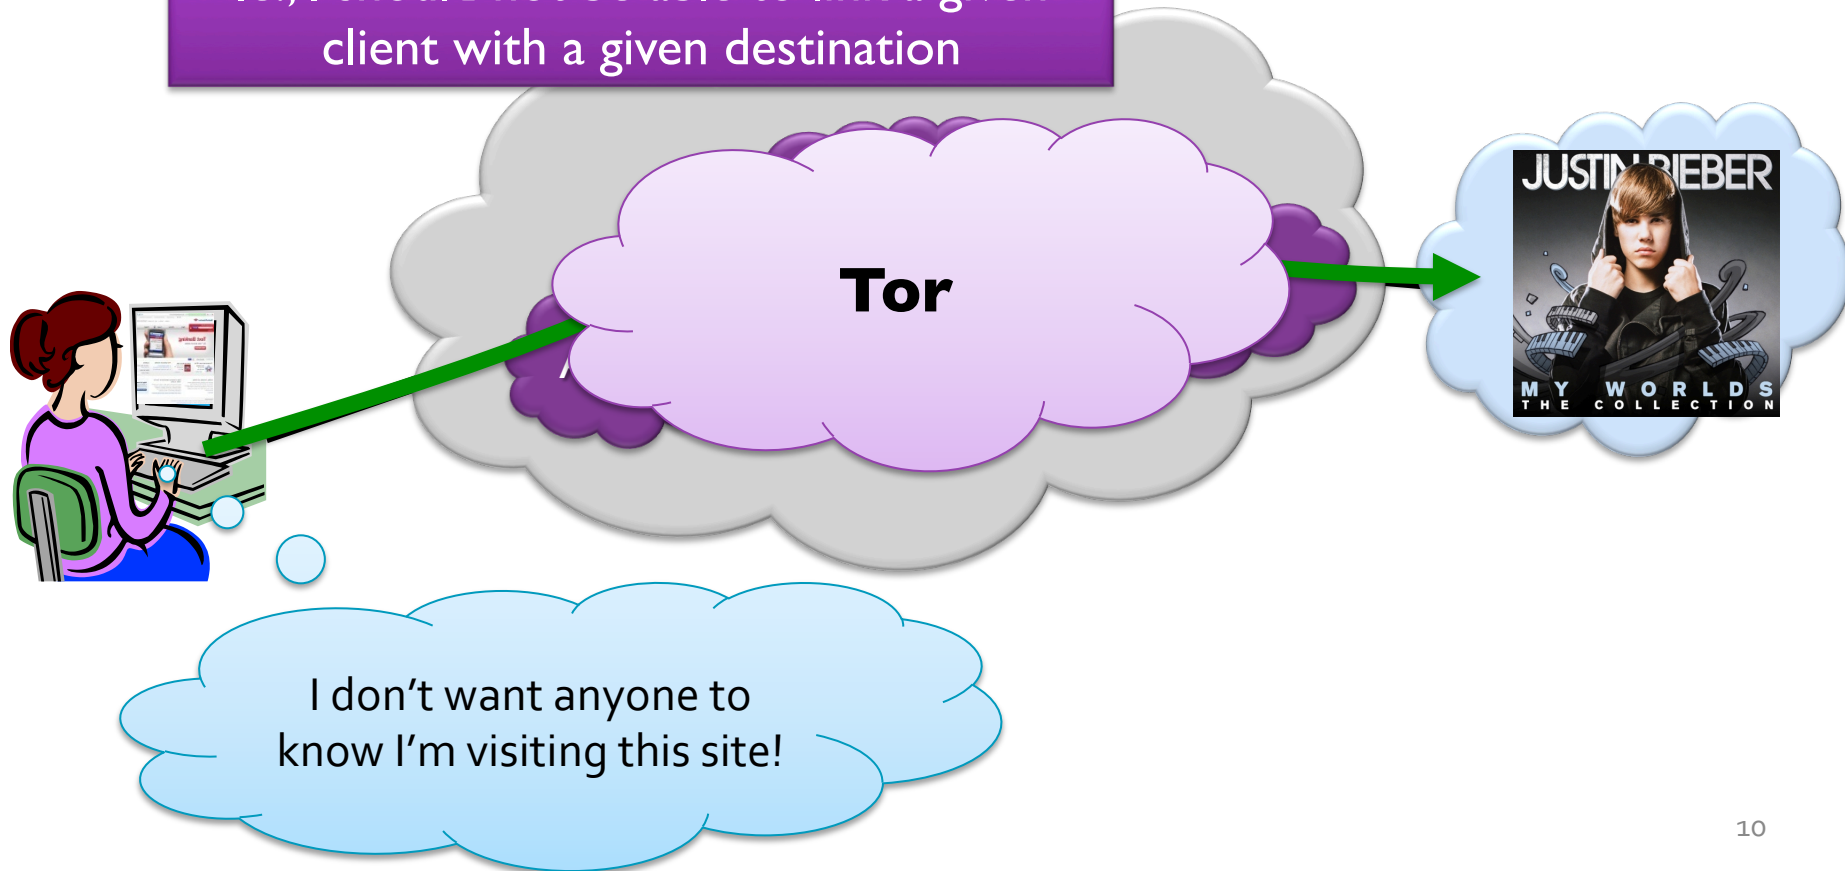 client with a given destination
Tor
JUSTIN BIEBER
MY WORLDS
THE COLLECTION
I don't want anyone to
know I'm visiting this site!
10